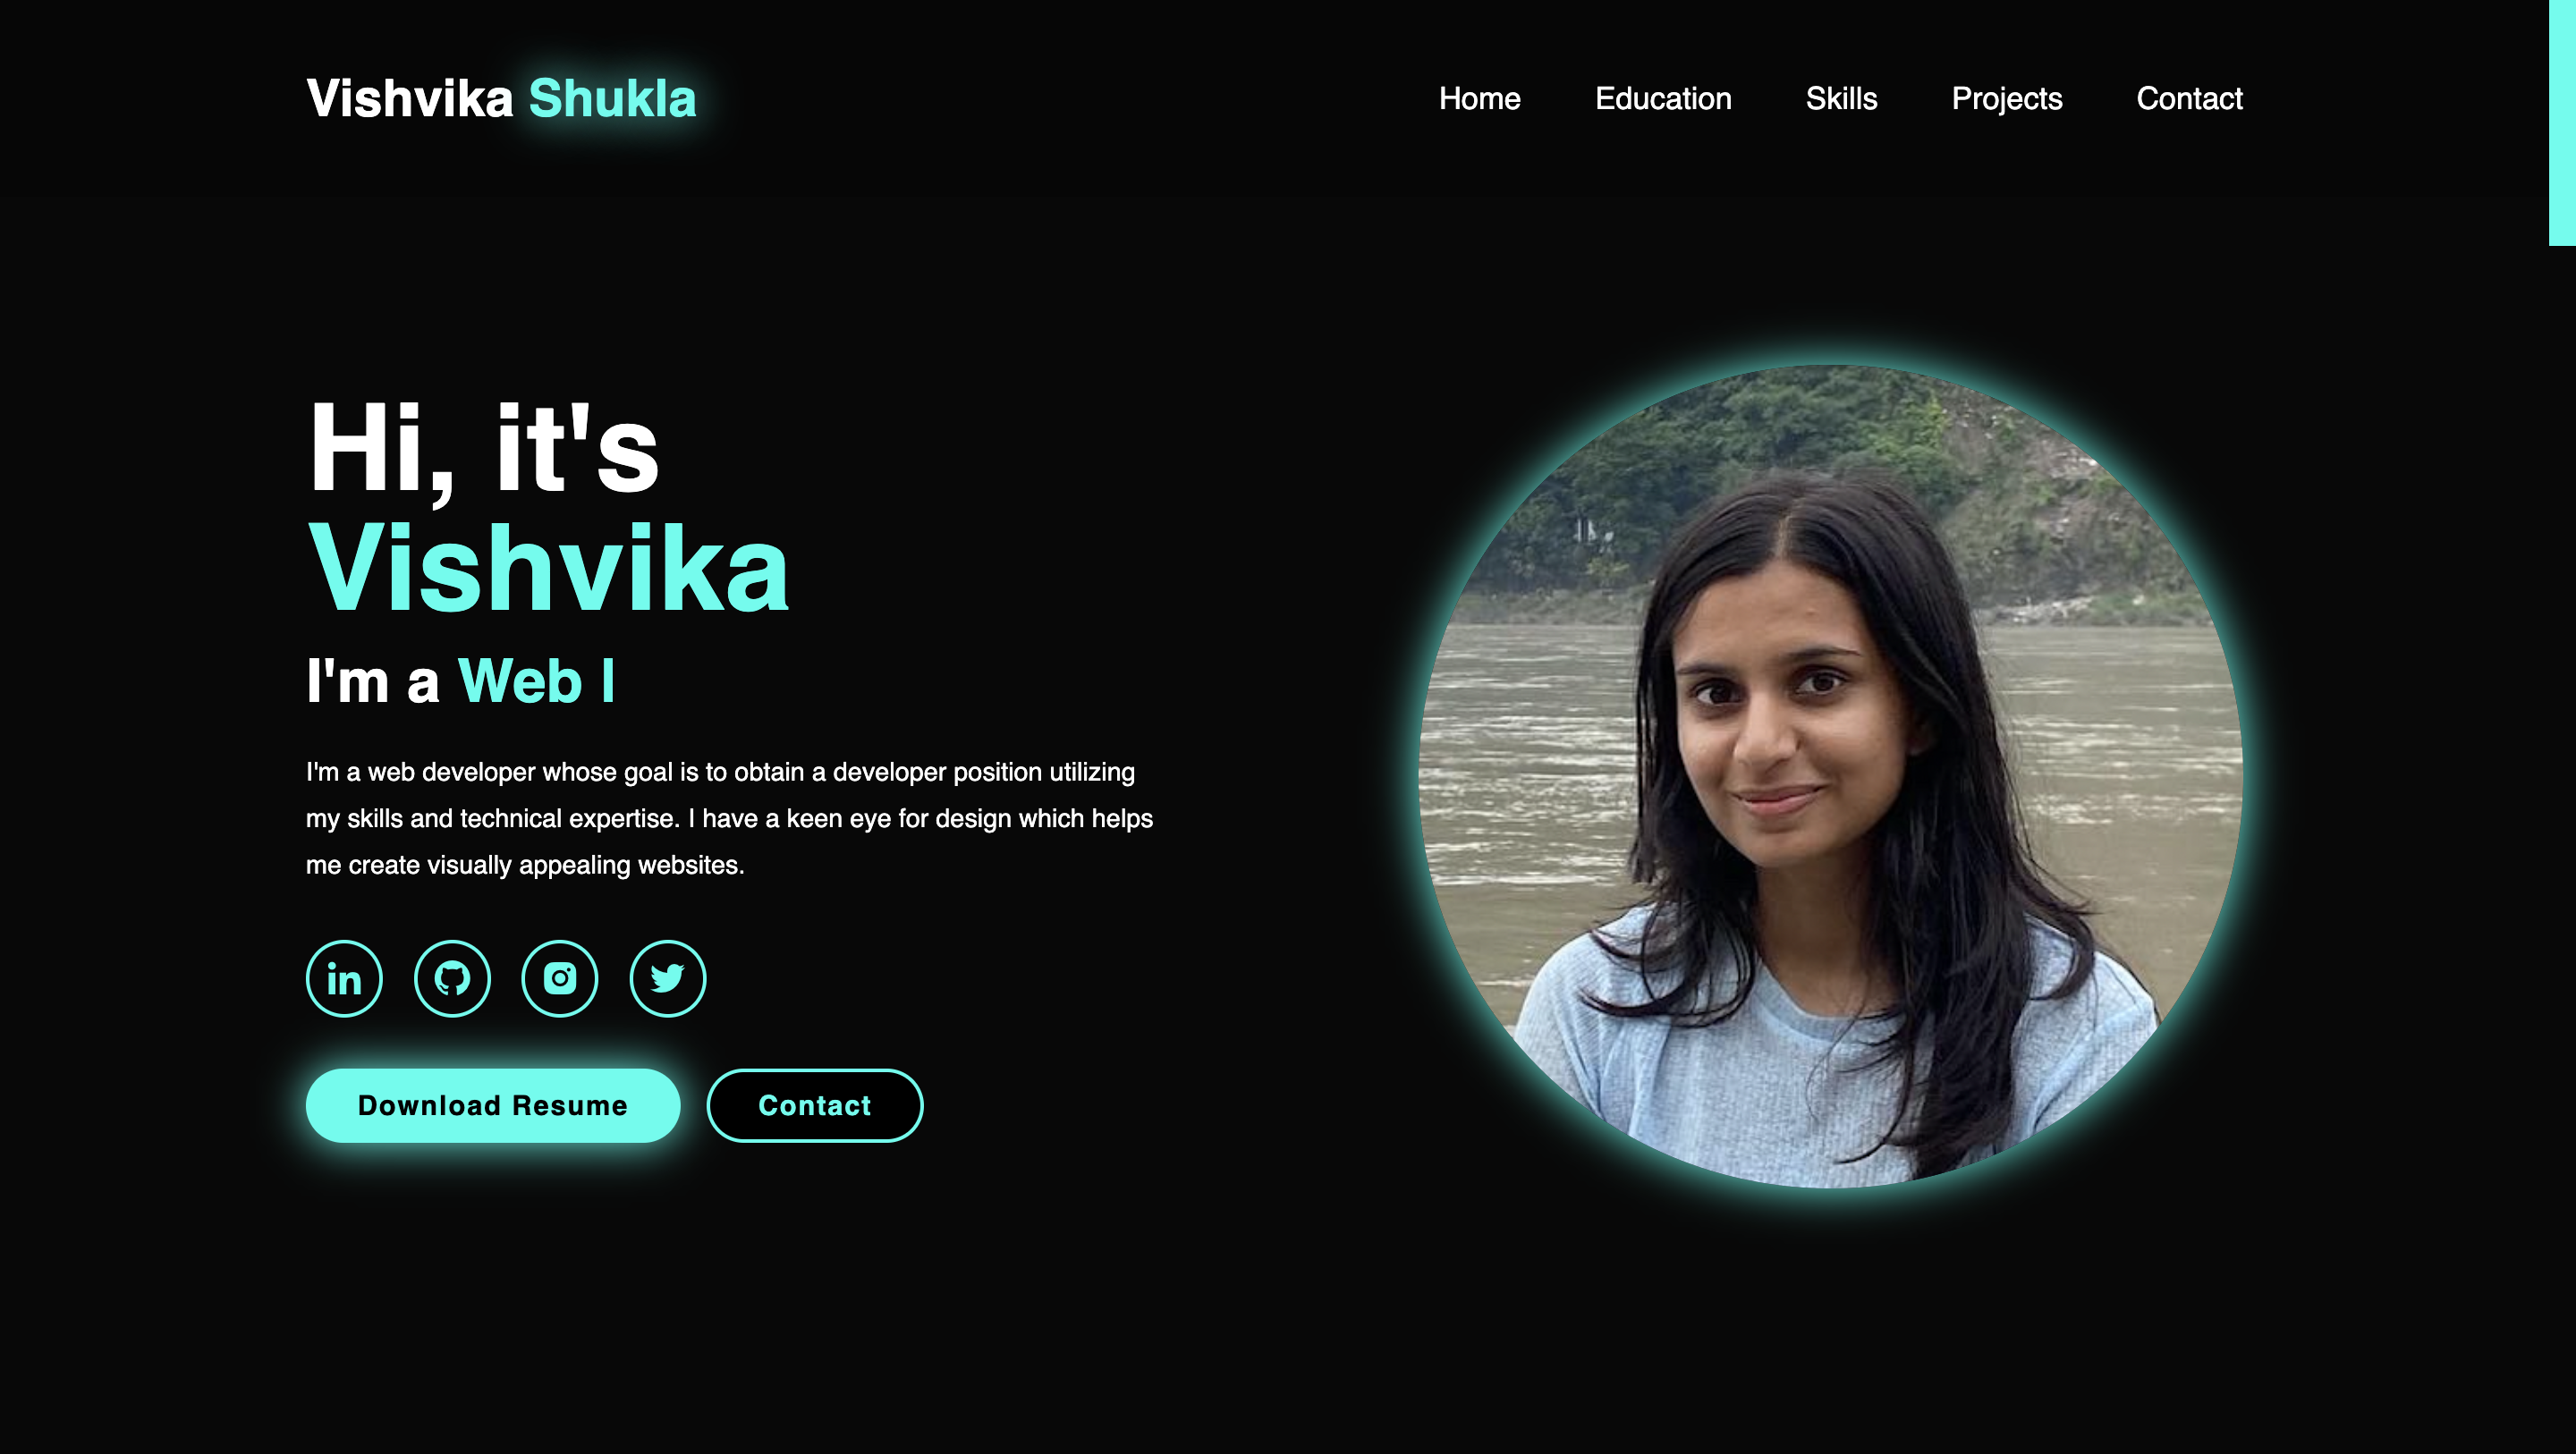 Vishvika Shukla
Home Education Skills Projects Contact
Hi, it's
Vishvika
I'm a Web
I'm a web developer whose goal is to obtain a developer position utilizing
my skills and technical expertise. I have a keen eye for design which helps
me create visually appealing websites.
in
Download Resume
Contact